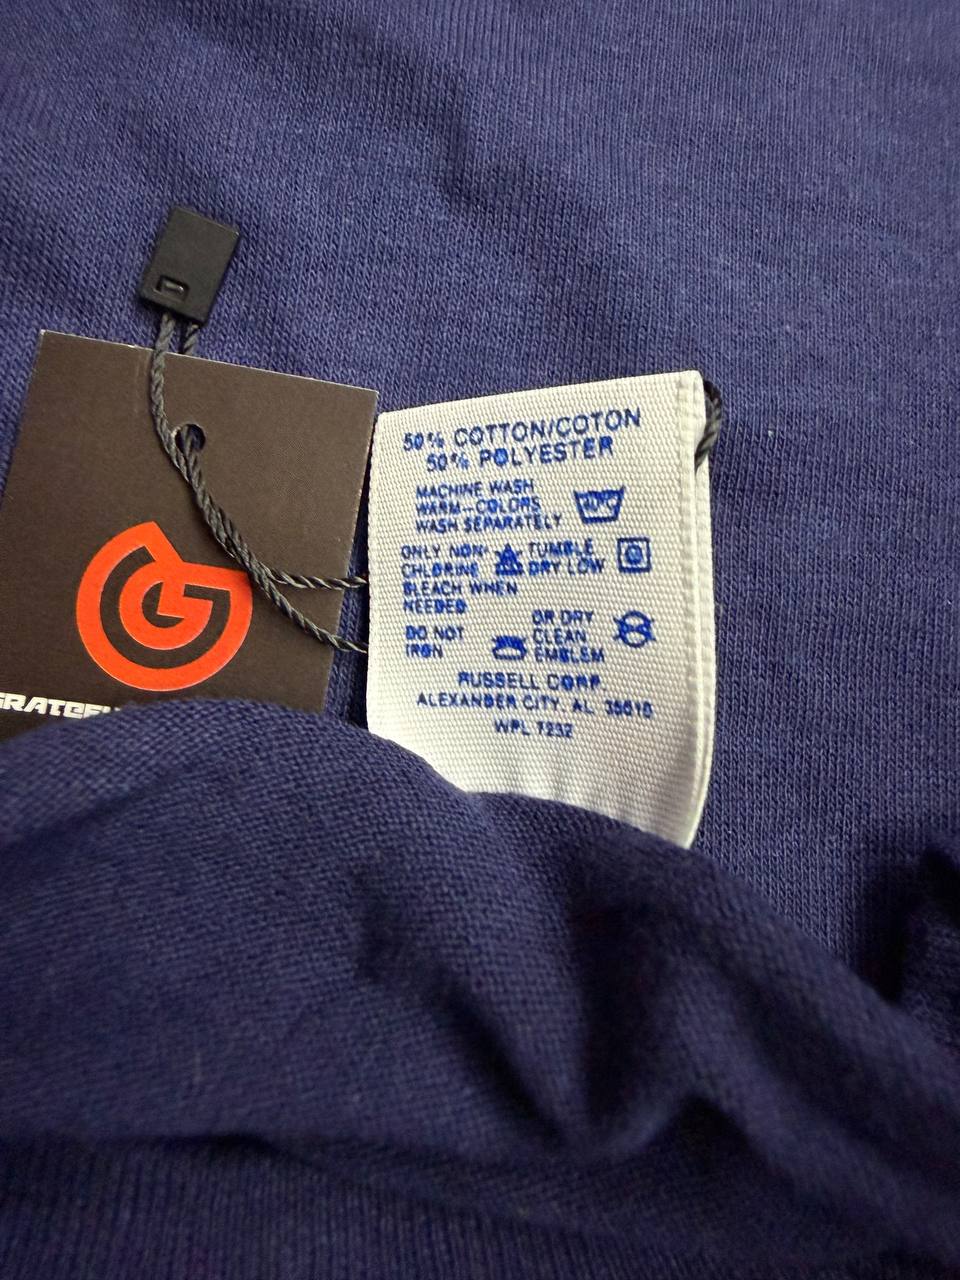 50% COTTON/COTON
50% POLYESTER
MACHINE WASH
WARM-COLORS
WASH SEPARATELY
ONLY NON-
CHLORINE
BLEACH WHEN
NEEDED
TUMBLE
DRY LOW
DO NOT
IRON
OR DRY
CLEAN
EMBLEM
RUSSELL CORP.
ALEXANDER CITY, AL 35010
WPL 7232
G